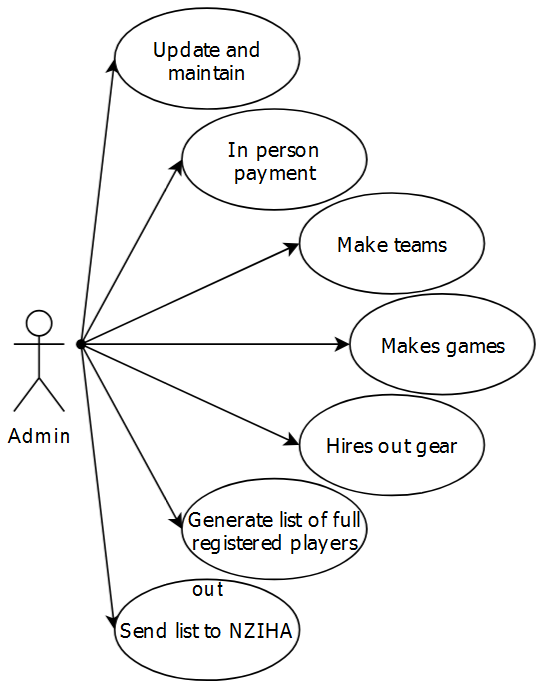 Update and
maintain
In person
payment
Make teams
Makes games
Hires out gear
Admin
Generate list of full
registered players
out
Send list to NZIHA